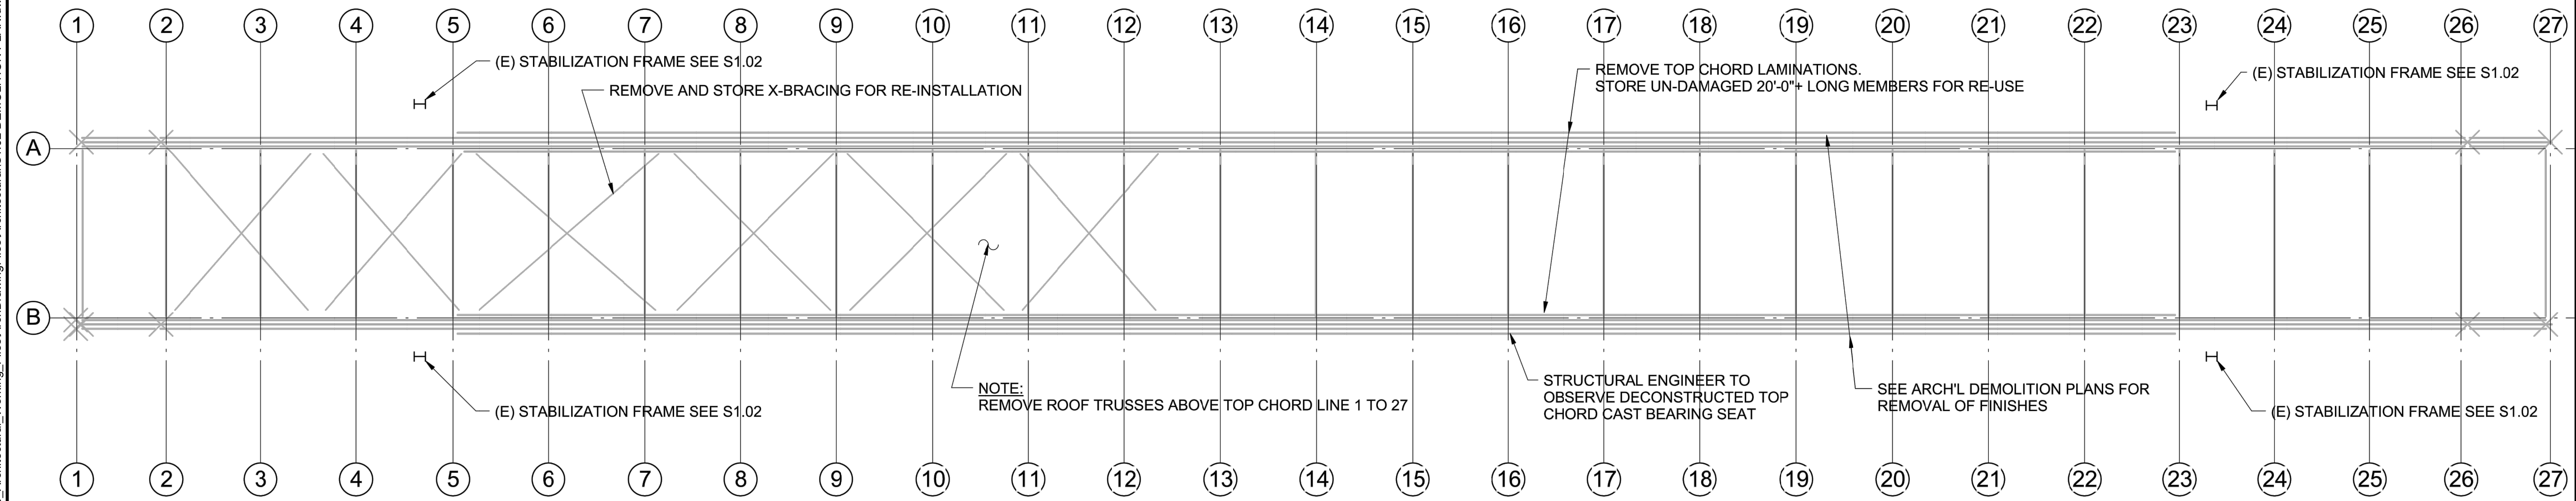 1 2 3 4 5 6 7 8 9 10 11 12 13 14 15 16 17 18 19 20 21 22 23 24 25 26 27
(E) STABILIZATION FRAME SEE S1.02
REMOVE AND STORE X-BRACING FOR RE-INSTALLATION
REMOVE TOP CHORD LAMINATIONS.
STORE UN-DAMAGED 20'-0"+ LONG MEMBERS FOR RE-USE
(E) STABILIZATION FRAME SEE S1.02
A
B
(E) STABILIZATION FRAME SEE S1.02
NOTE:
REMOVE ROOF TRUSSES ABOVE TOP CHORD LINE 1 TO 27
STRUCTURAL ENGINEER TO
OBSERVE DECONSTRUCTED TOP
CHORD CAST BEARING SEAT
SEE ARCH'L DEMOLITION PLANS FOR
REMOVAL OF FINISHES
(E) STABILIZATION FRAME SEE S1.02
1 2 3 4 5 6 7 8 9 10 11 12 13 14 15 16 17 18 19 20 21 22 23 24 25 26 27